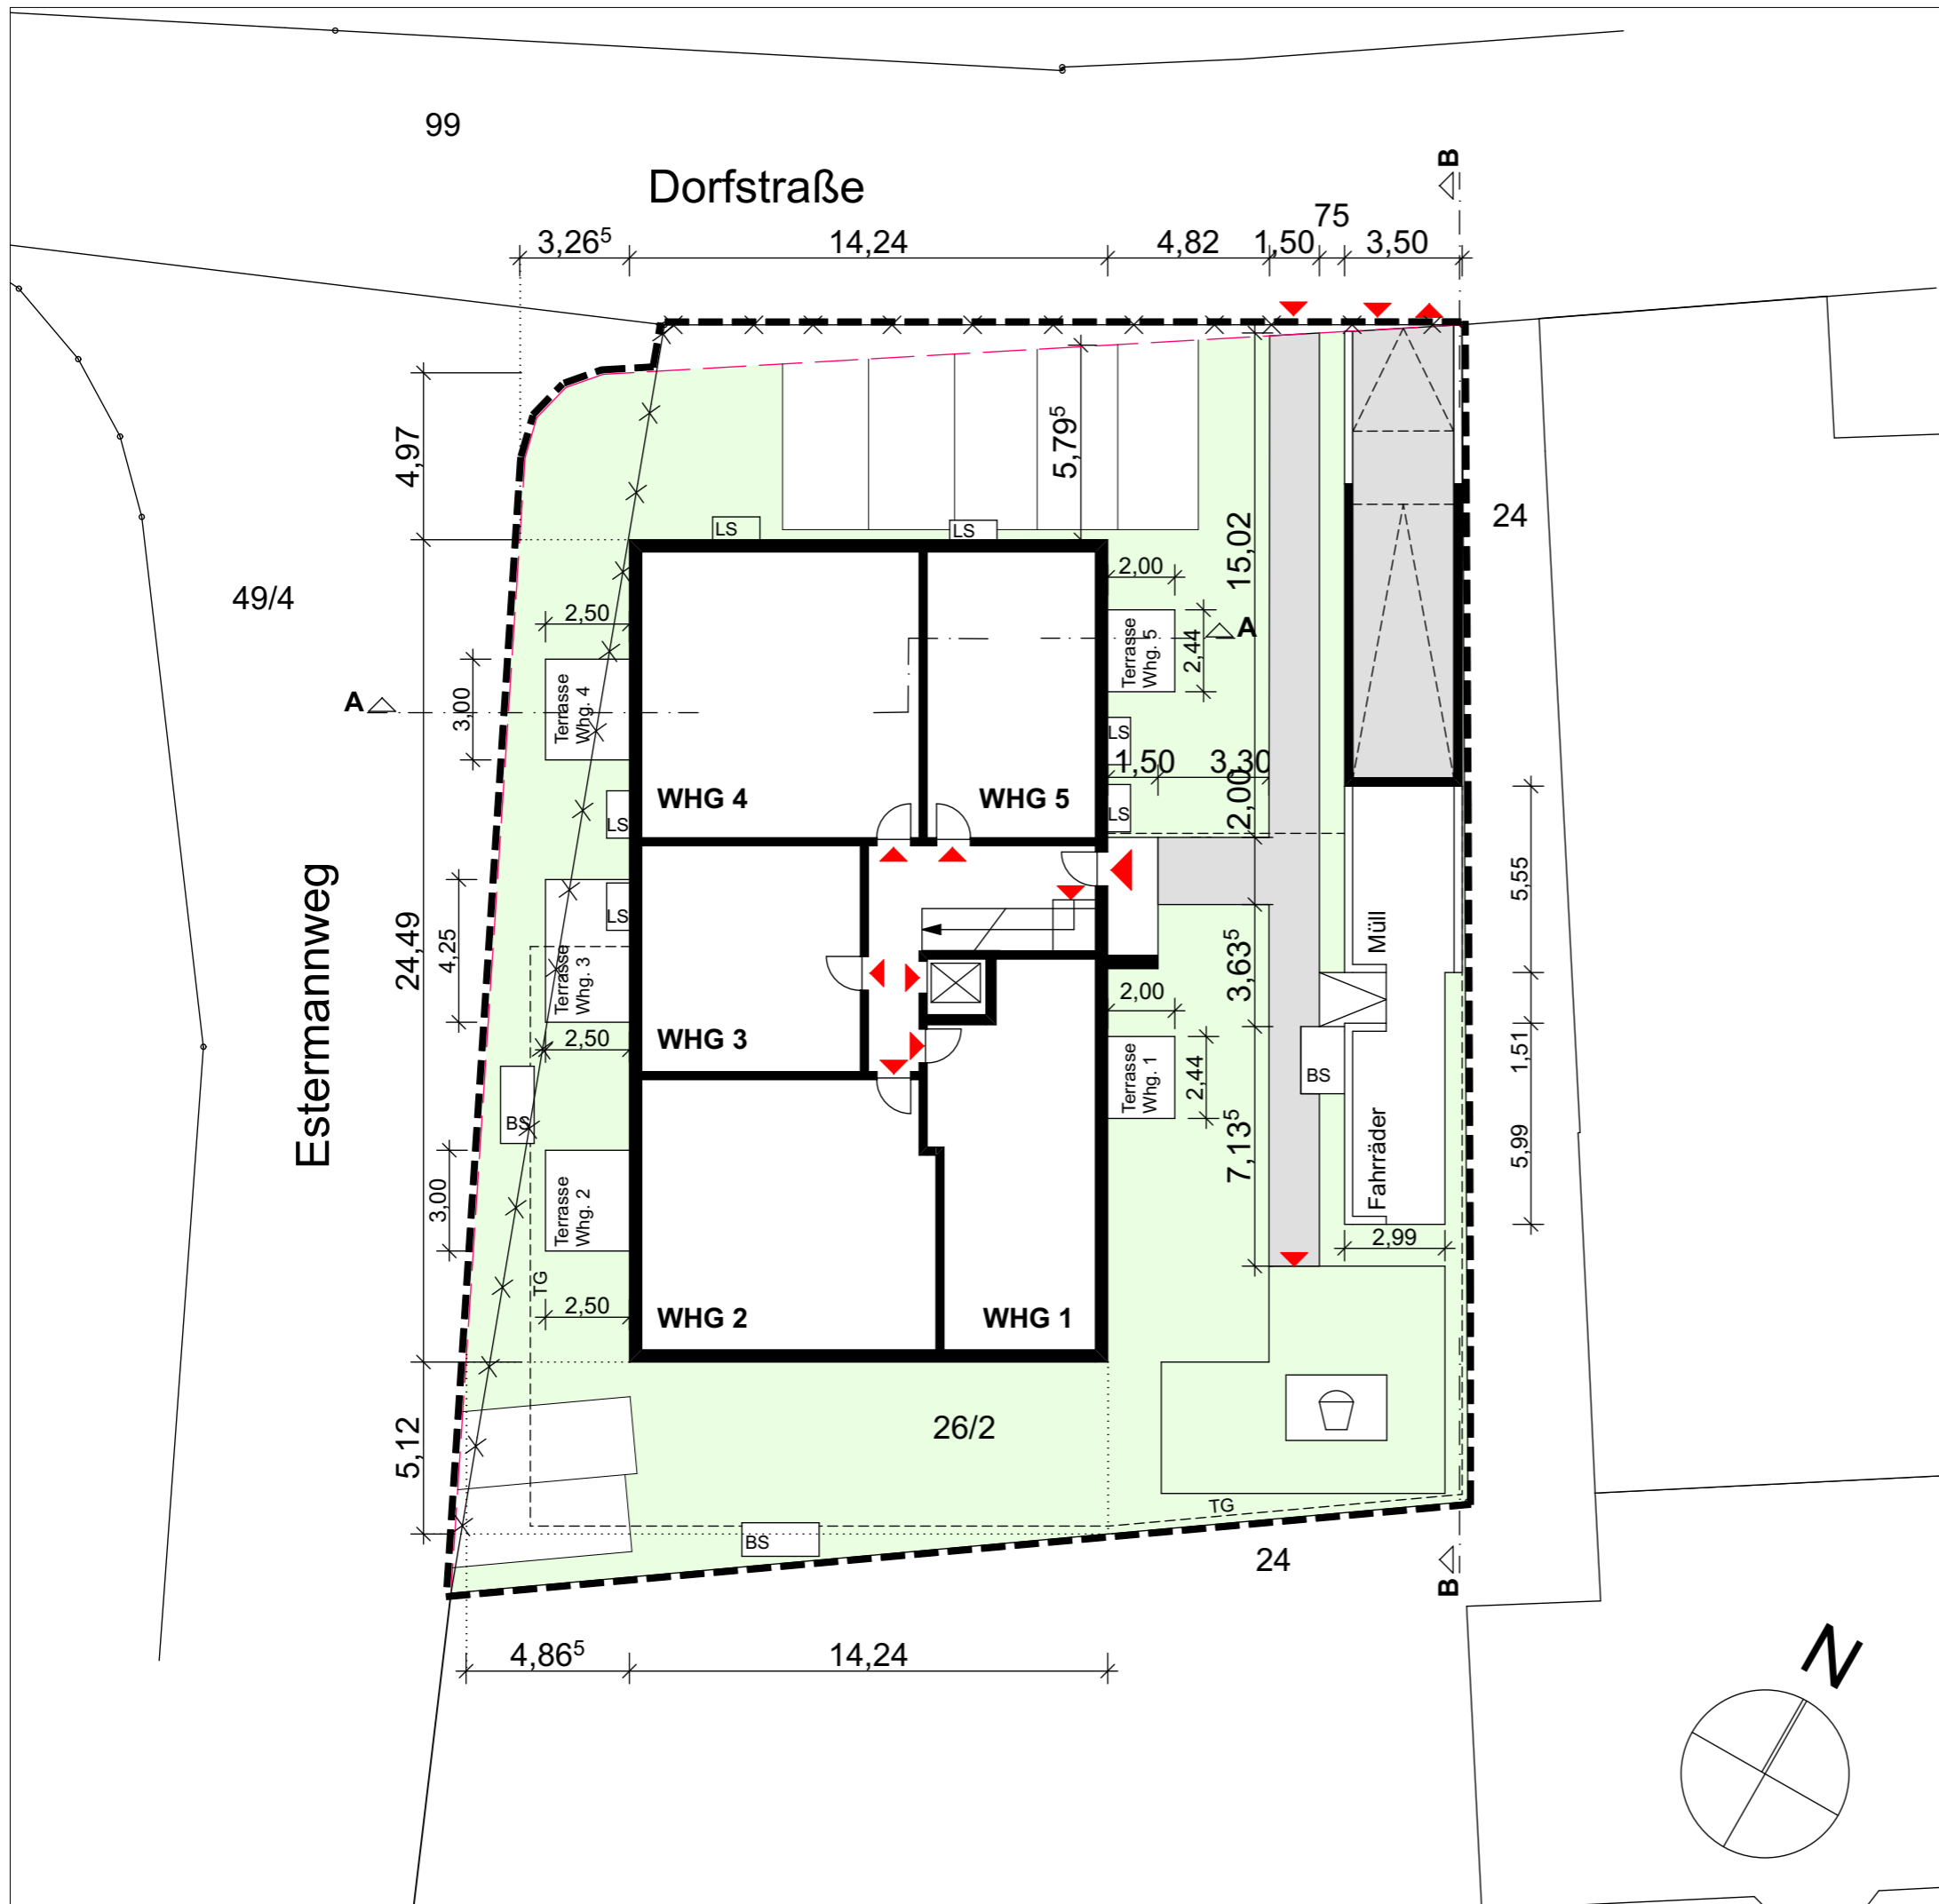 99
Dorfstraße
B
75
3,26⁵
14,24
4,82
1,50
3,50
4,97
5,79⁵
LS
LS
15,02
24
49/4
2,50
2,00
Terrasse
Whg. 5
2,44
A
3,00
Terrasse
Whg. 4
A
LS
1,50
3,30
WHG 4
WHG 5
LS
2,00
LS
Estermannweg
24,49
4,25
LS
Terrasse
Whg. 3
Müll
5,55
3,63⁵
WHG 3
2,50
2,00
Terrasse
Whg. 1
2,44
BS
1,51
BS
7,13⁵
Fahrräder
5,99
3,00
Terrasse
Whg. 2
2,99
TG
2,50
WHG 2
WHG 1
5,12
26/2
TG
BS
24
B
4,86⁵
14,24
N